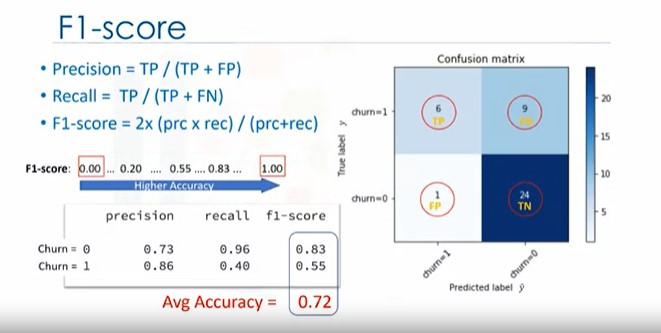 F1-score
• Precision = TP / (TP + FP)
• Recall = TP / (TP + FN)
• F1-score = 2x (prc x rec) / (prc+rec)
F1-score: 0.00 ... 0.20 .... 0.55 .... 0.83 ... 1.00
Higher Accuracy
precision recall f1-score
Churn = 0 0.73 0.96 0.83
Churn = 1 0.86 0.40 0.55
Avg Accuracy = 0.72
Confusion matrix
True label y
churn=1
churn=0
6
TP
9
FN
1
FP
24
TN
churn=1
churn=0
Predicted label ŷ
20
15
10
5